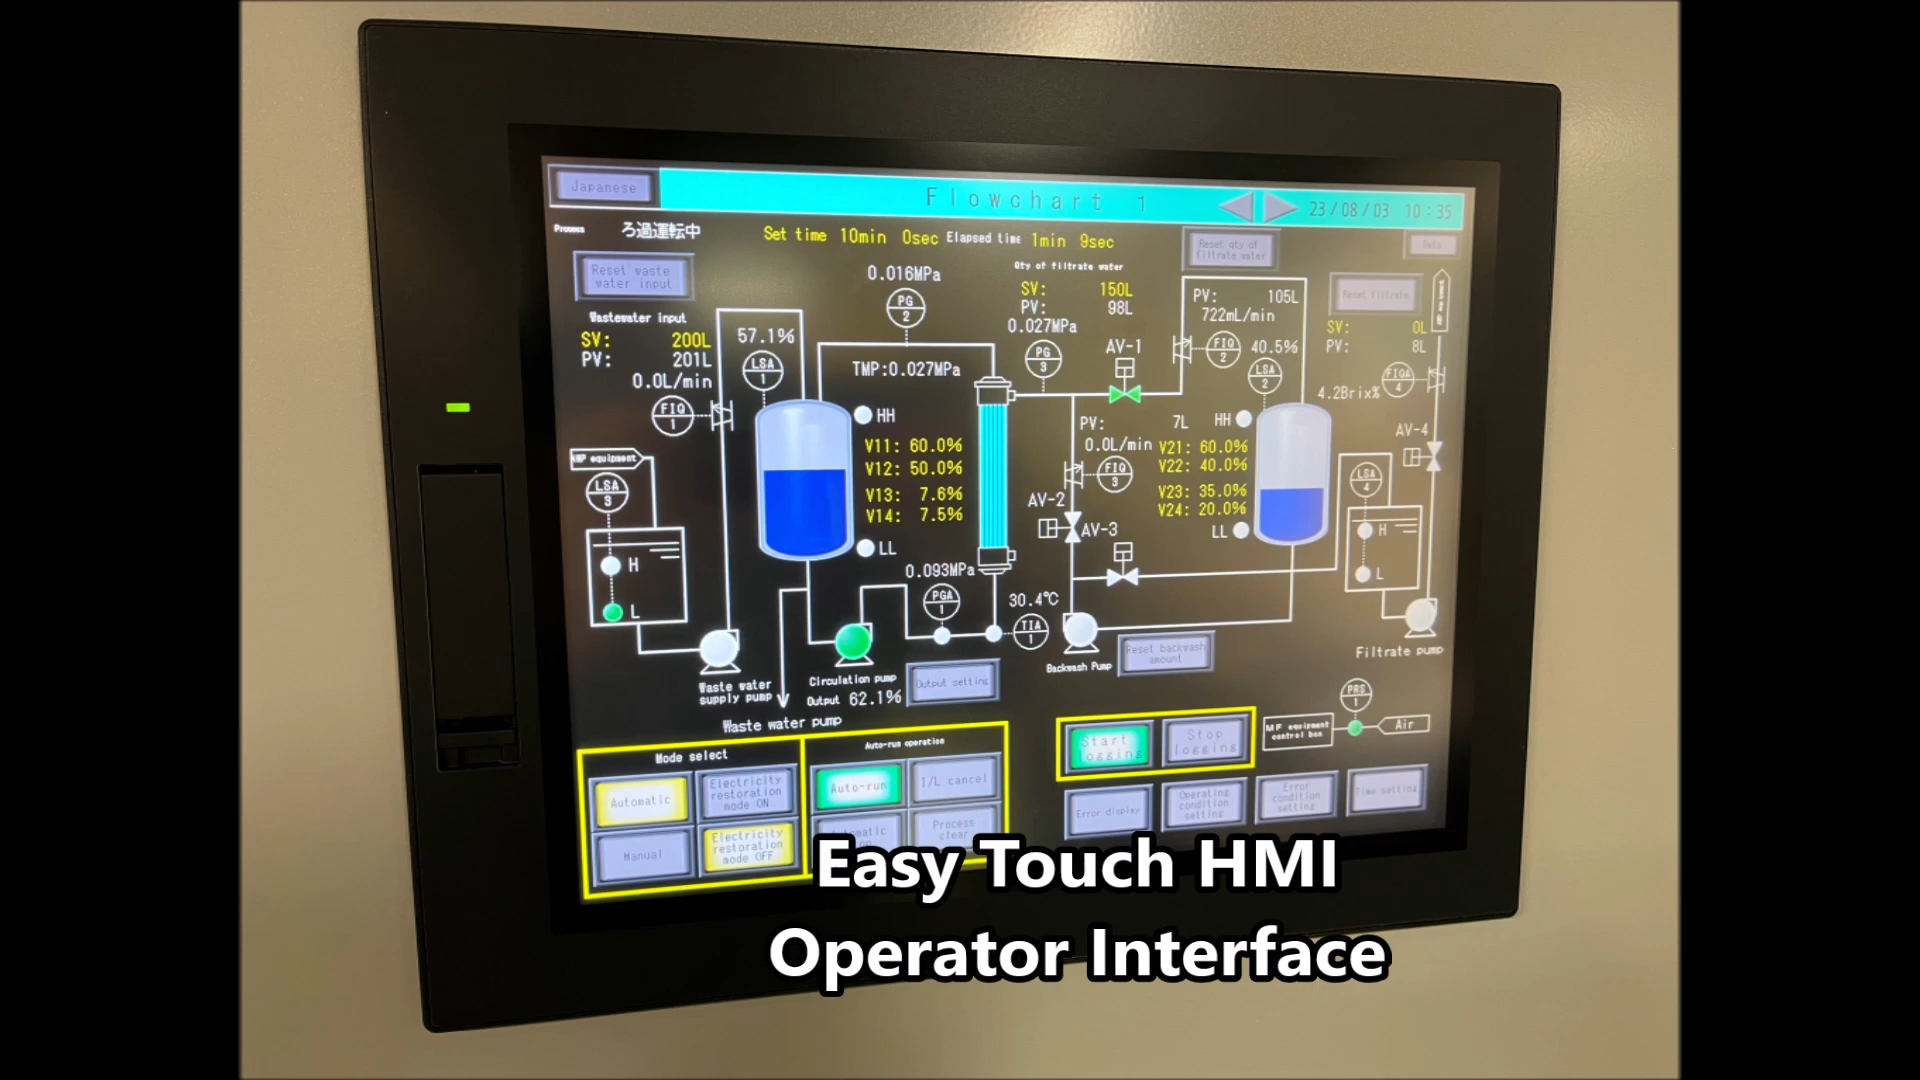 Japanese
Flowchart 1
23/08/03 10:35
Process
ろ過運転中
Set time 10min 0sec Elapsed time 1min 9sec
Reset qty of
filtrate water
Data
Reset waste
water input
0.016MPa
PG
2
Qty of filtrate water
SV: 150L
PV: 98L
0.027MPa
PG
3
PV: 105L
722mL/min
FIQ
2
40.5%
LSA
2
Reset filtrate
SV: 0L
PV: 8L
4.2Brix%
FIQA
4
Wastewater input
SV: 200L
PV: 201L
0.0L/min
FIQ
1
57.1%
LSA
1
TMP:0.027MPa
AV-1
HH
V11: 60.0%
V12: 50.0%
V13: 7.6%
V14: 7.5%
LL
PV: 7L
0.0L/min
FIQ
3
HH
V21: 60.0%
V22: 40.0%
V23: 35.0%
V24: 20.0%
LL
AV-4
equipment
LSA
3
H
L
AV-2
AV-3
LSA
4
H
L
0.093MPa
PGA
1
30.4℃
TIA
1
Waste water
supply pump
Circulation pump
Output 62.1%
Output setting
Backwash Pump
Reset backwash
amount
Filtrate pump
Waste water pump
PRS
1
MF equipment
control box
Air
Mode select
Automatic
Electricity
restoration
mode ON
Manual
Electricity
restoration
mode OFF
Auto-run operation
Auto-run
I/L cancel
Process
clear
Start
logging
Stop
logging
Error display
Operating
condition
setting
Error
condition
setting
Time setting
Easy Touch HMI
Operator Interface